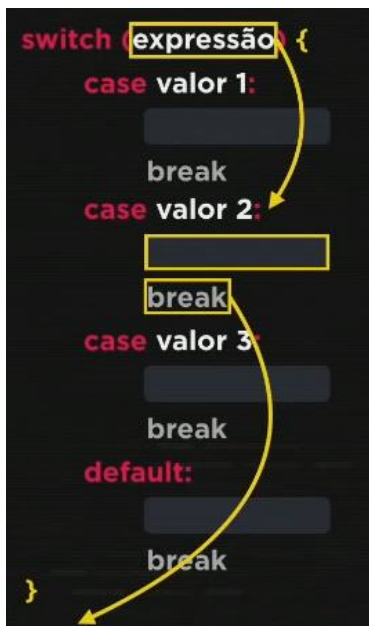 switch (expressão) {
case valor 1:
break
case valor 2:
break
case valor 3:
break
default:
break
}